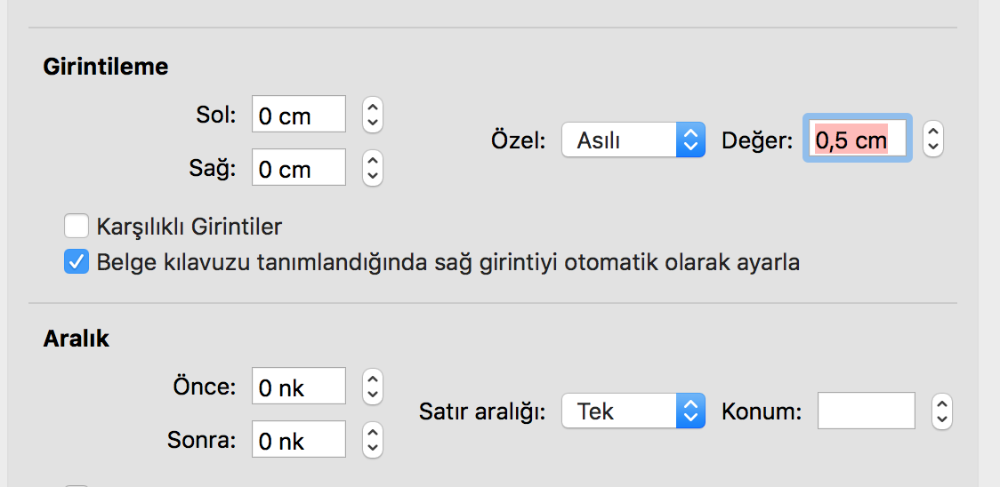 Girintileme
Sol: 0 cm
Özel: Asılı Değer: 0,5 cm
Sağ: 0 cm
Karşılıklı Girintiler
Belge kılavuzu tanımlandığında sağ girintiyi otomatik olarak ayarla
Aralık
Önce: 0 nk
Satır aralığı: Tek Konum:
Sonra: 0 nk